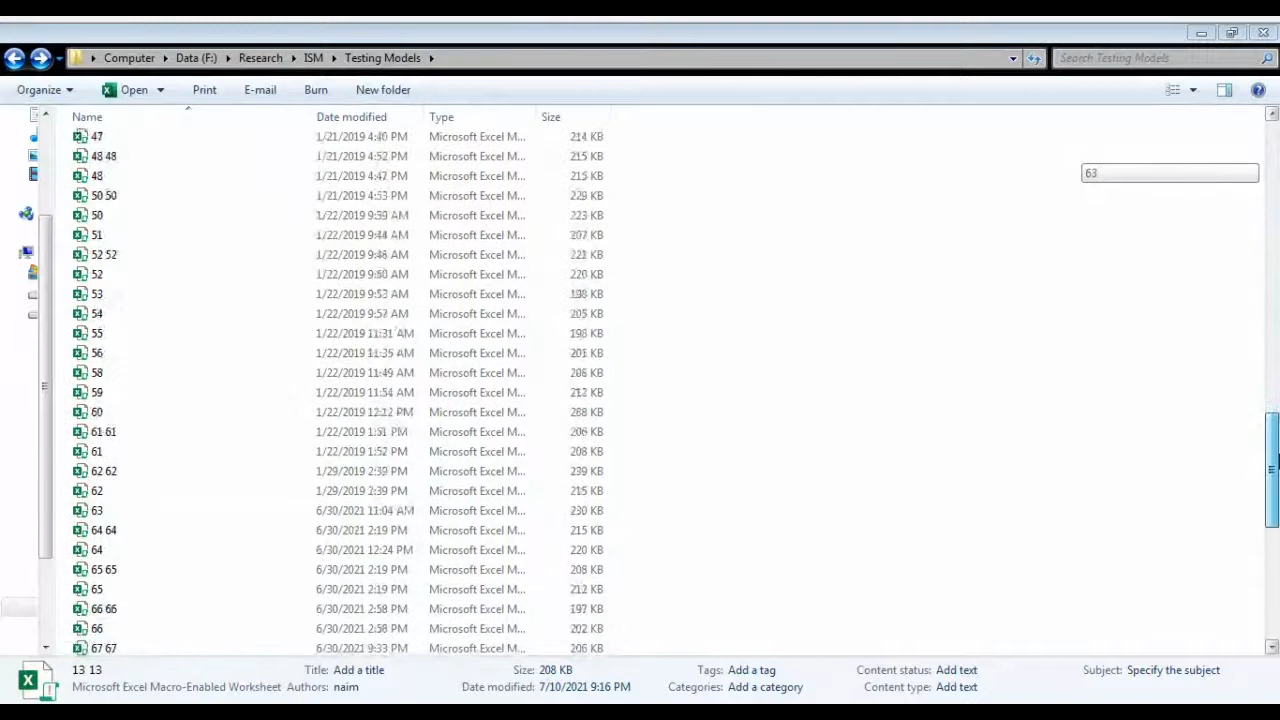 Computer Data (F:) Research ISM Testing Models Search Testing Models
Organize Open Print E-mail Burn New folder
Name Date modified Type Size
47 1/21/2019 4:40 PM Microsoft Excel M... 214 KB
48 48 1/21/2019 4:52 PM Microsoft Excel M... 215 KB
48 1/21/2019 4:47 PM Microsoft Excel M... 215 KB
63
50 50 1/21/2019 4:53 PM Microsoft Excel M... 229 KB
50 1/22/2019 9:39 AM Microsoft Excel M... 223 KB
51 1/22/2019 9:44 AM Microsoft Excel M... 207 KB
52 52 1/22/2019 9:46 AM Microsoft Excel M... 221 KB
52 1/22/2019 9:50 AM Microsoft Excel M... 220 KB
53 1/22/2019 9:53 AM Microsoft Excel M... 198 KB
54 1/22/2019 9:57 AM Microsoft Excel M... 205 KB
55 1/22/2019 11:31 AM Microsoft Excel M... 198 KB
56 1/22/2019 11:35 AM Microsoft Excel M... 201 KB
58 1/22/2019 11:49 AM Microsoft Excel M... 206 KB
59 1/22/2019 11:54 AM Microsoft Excel M... 212 KB
60 1/22/2019 12:12 PM Microsoft Excel M... KB
61 61 1/22/2019 1:51 PM Microsoft Excel M... 206 KB
61 1/22/2019 1:52 PM Microsoft Excel M... 208 KB
62 62 1/29/2019 2:39 PM Microsoft Excel M... 239 KB
62 1/29/2019 2:39 PM Microsoft Excel M... 215 KB
63 6/30/2021 11:04 AM Microsoft Excel M... 230 KB
64 64 6/30/2021 2:19 PM Microsoft Excel M... 215 KB
64 6/30/2021 12:24 PM Microsoft Excel M... 220 KB
65 65 6/30/2021 2:19 PM Microsoft Excel M... 208 KB
65 6/30/2021 2:19 PM Microsoft Excel M... 212 KB
66 66 6/30/2021 2:58 PM Microsoft Excel M... 197 KB
66 6/30/2021 2:58 PM Microsoft Excel M... 202 KB
67 67 6/30/2021 9:33 PM Microsoft Excel M... 206 KB
13 13 Title: Add a title Size: 208 KB Tags: Add a tag Content status: Add text Subject: Specify the subject
Microsoft Excel Macro-Enabled Worksheet Authors: naim Date modified: 7/10/2021 9:16 PM Categories: Add a category Content type: Add text